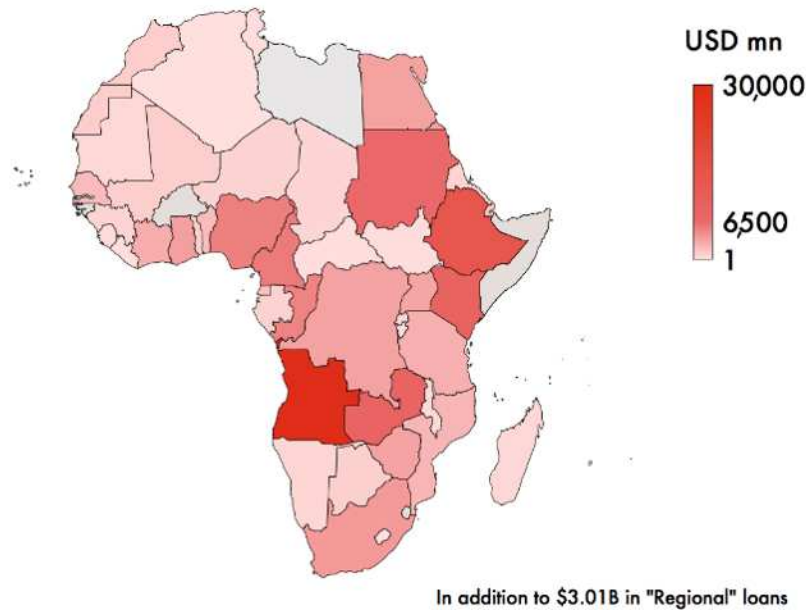 USD mn
30,000
6,500
1
In addition to $3.01B in "Regional" loans